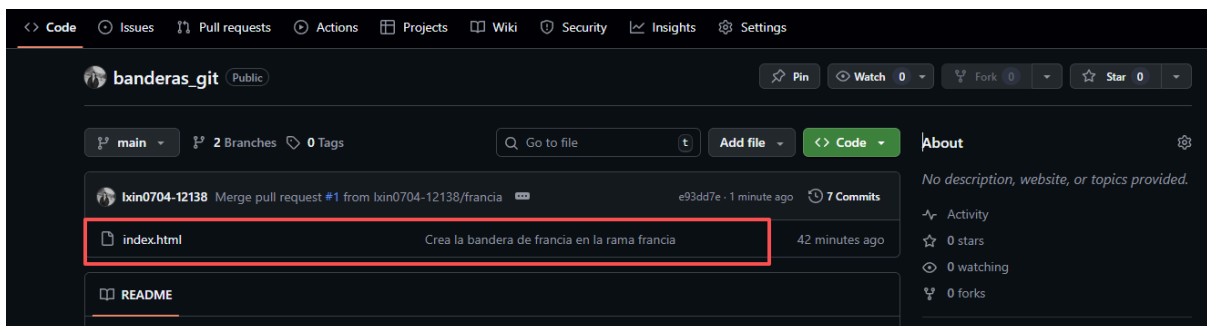 <> Code Issues Pull requests Actions Projects Wiki Security Insights Settings
banderas_git Public Pin Watch 0 Fork 0 Star 0
main 2 Branches 0 Tags Go to file t Add file <> Code
About
No description, website, or topics provided.
lxin0704-12138 Merge pull request #1 from lxin0704-12138/francia e93dd7e · 1 minute ago 7 Commits
Activity
index.html Crea la bandera de francia en la rama francia 42 minutes ago
0 stars
0 watching
README
0 forks